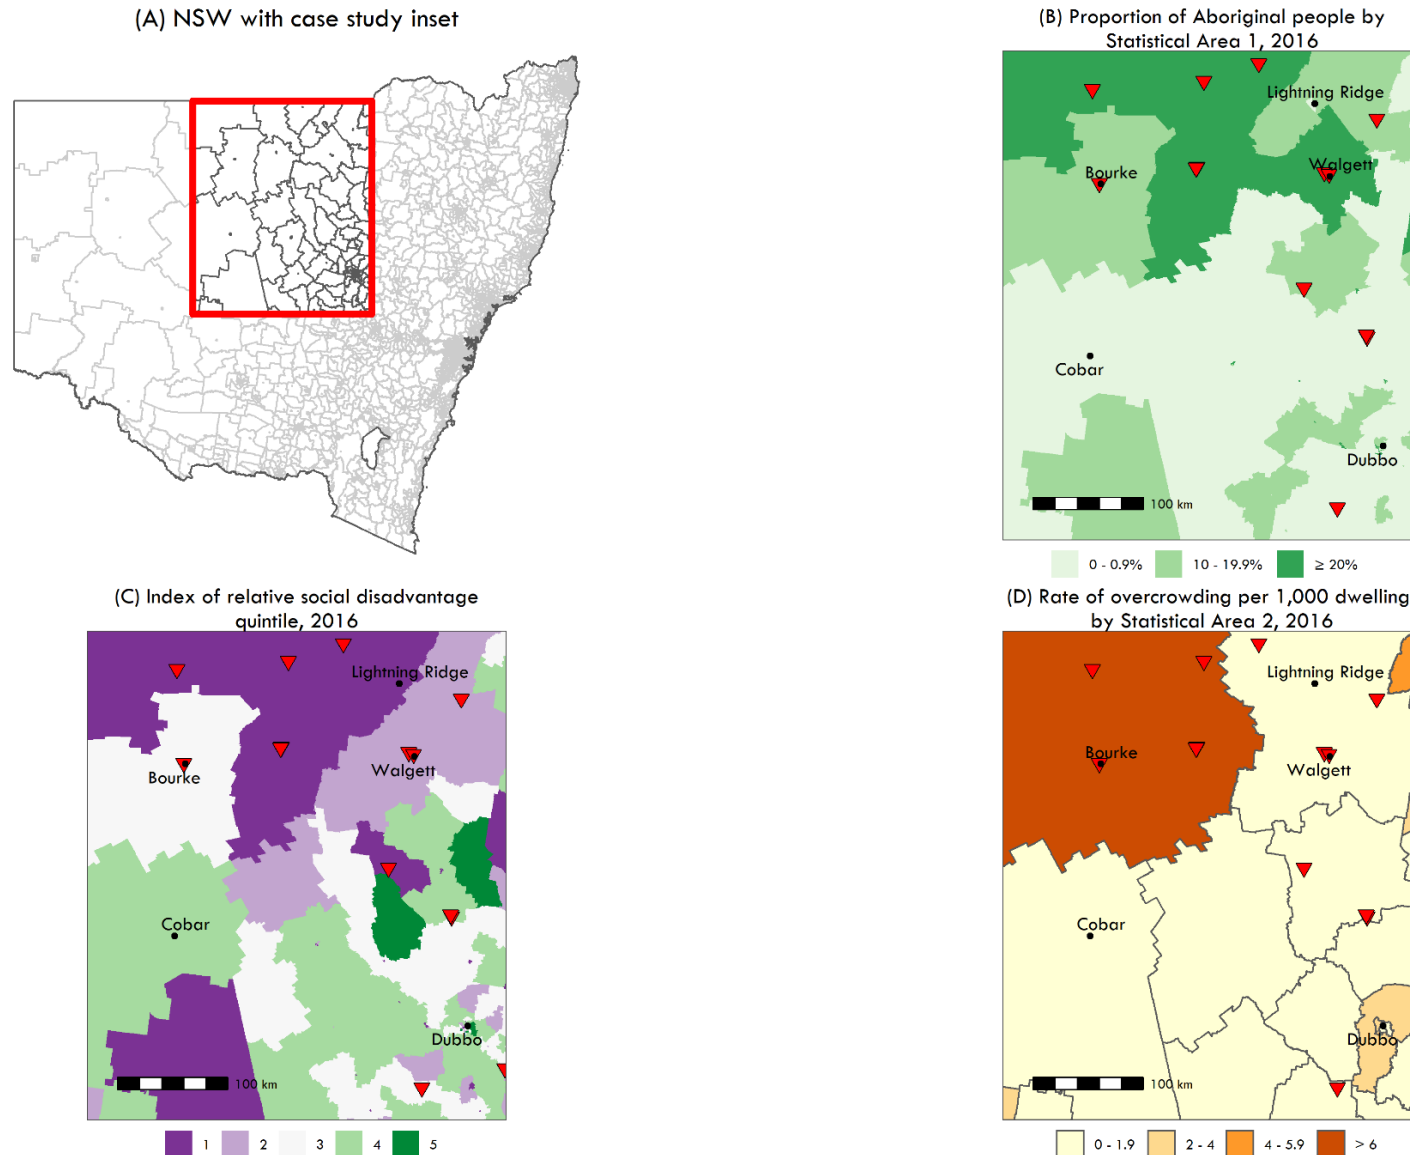 (A) NSW with case study inset
(B) Proportion of Aboriginal people by
Statistical Area 1, 2016
Lightning Ridge
Bourke
Walgett
Cobar
Dubbo
100 km
0 - 0.9%
10 - 19.9%
≥ 20%
(C) Index of relative social disadvantage
quintile, 2016
Lightning Ridge
Bourke
Walgett
Cobar
Dubbo
100 km
1
2
3
4
5
(D) Rate of overcrowding per 1,000 dwelling
by Statistical Area 2, 2016
Lightning Ridge
Bourke
Walgett
Cobar
Dubbo
100 km
0 - 1.9
2 - 4
4 - 5.9
> 6